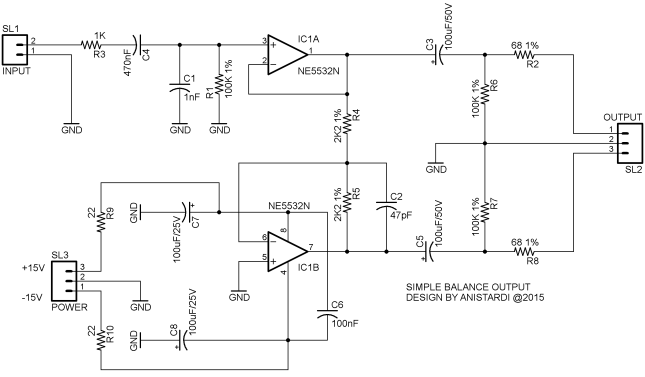 SL1
2
1
INPUT
1K
R3
470nF
C4
C1
1nF
R1
100K 1%
GND
GND
GND
IC1A
3
2
1
+
−
NE5532N
R4
2K2 1%
R5
2K2 1%
C2
47pF
C3
100uF/50V
68 1%
R2
R6
100K 1%
GND
OUTPUT
1
2
3
SL2
R7
100K 1%
C5
100uF/50V
68 1%
R8
NE5532N
8
6
5
7
4
−
+
IC1B
GND
22
R9
GND
100uF/25V
C7
+
SL3
+15V
-15V
3
2
1
POWER
GND
22
R10
GND
C8
100uF/25V
+
C6
100nF
SIMPLE BALANCE OUTPUT
DESIGN BY ANISTARDI @2015